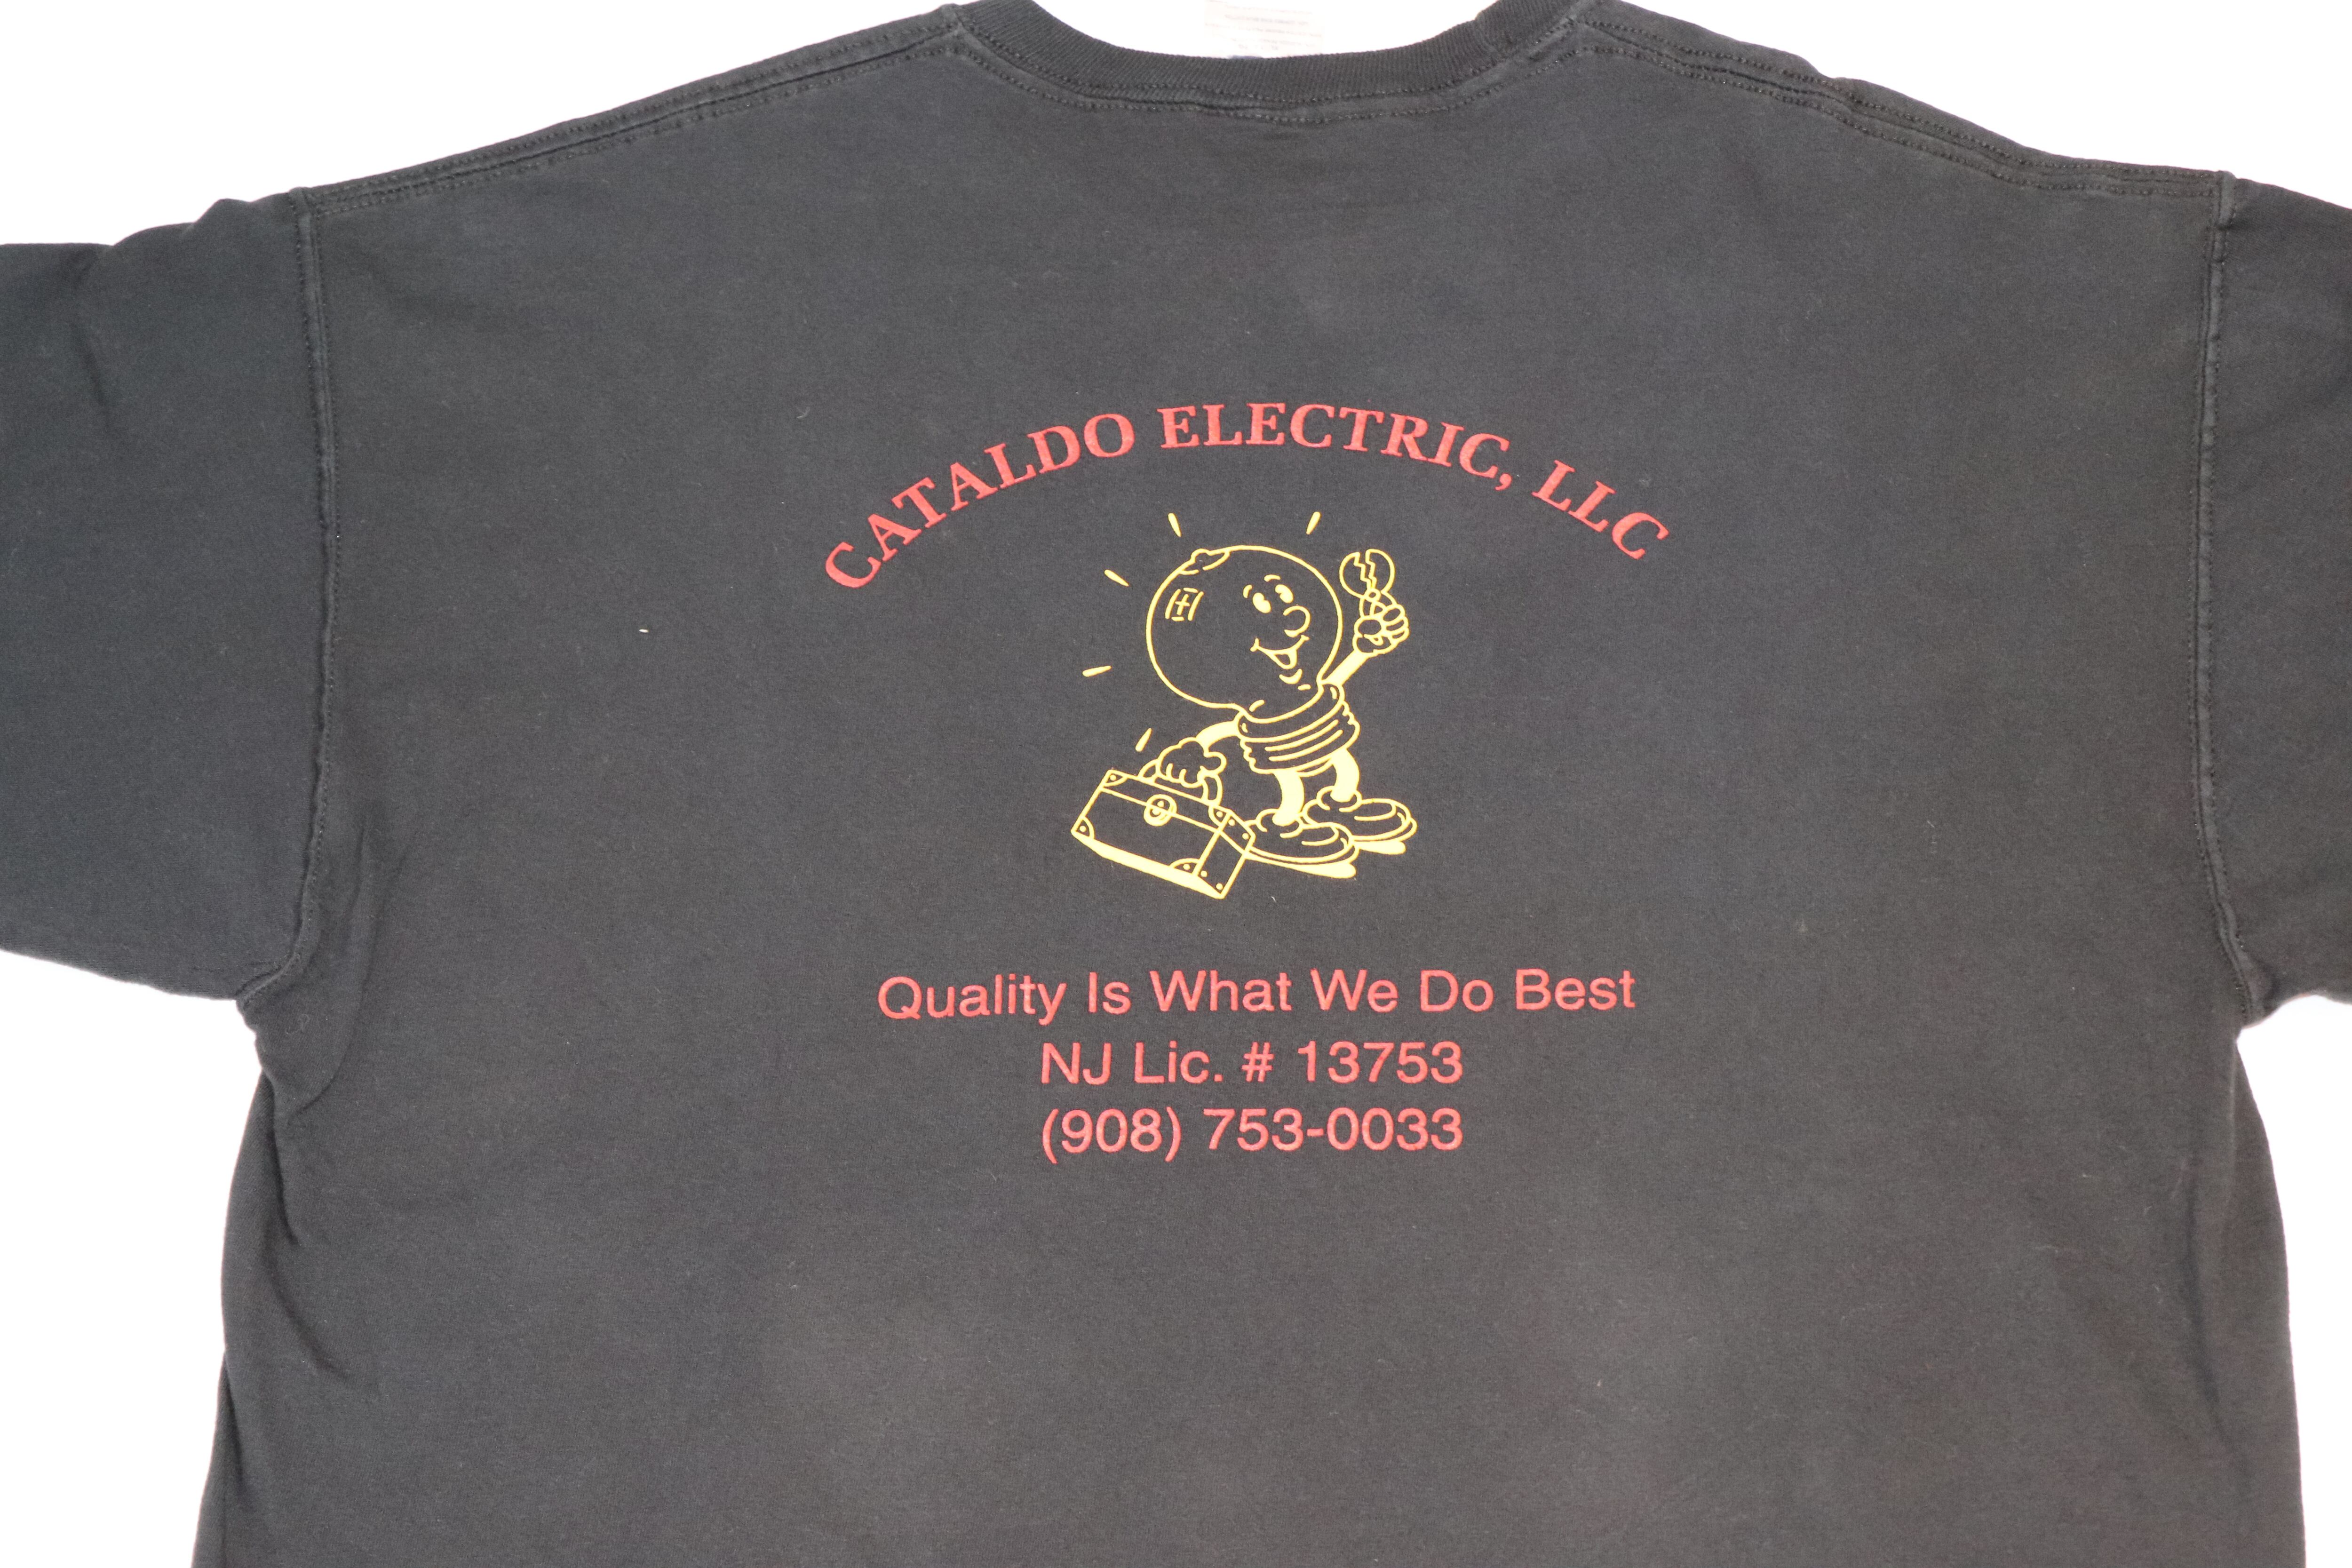 CATALDO ELECTRIC, LLC
Quality Is What We Do Best
NJ Lic. # 13753
(908) 753-0033